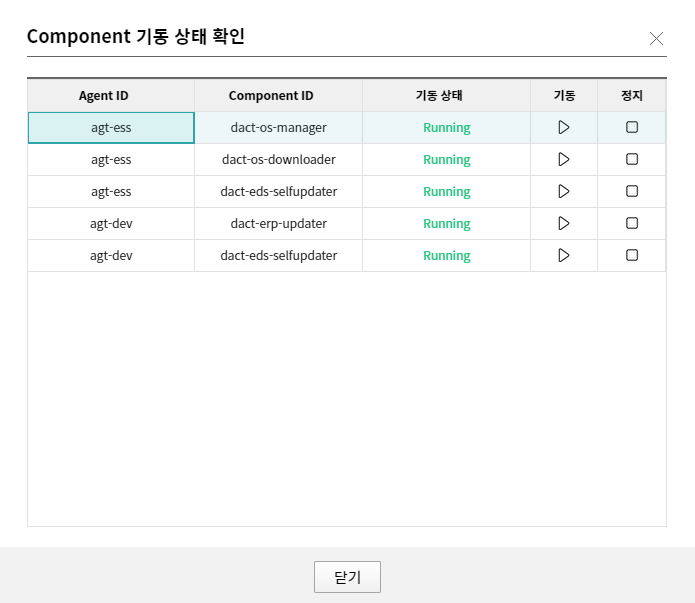 Component 기동 상태 확인
Agent ID Component ID 기동 상태 기동 정지
agt-ess dact-os-manager Running
agt-ess dact-os-downloader Running
agt-ess dact-eds-selfupdater Running
agt-dev dact-erp-updater Running
agt-dev dact-eds-selfupdater Running
닫기